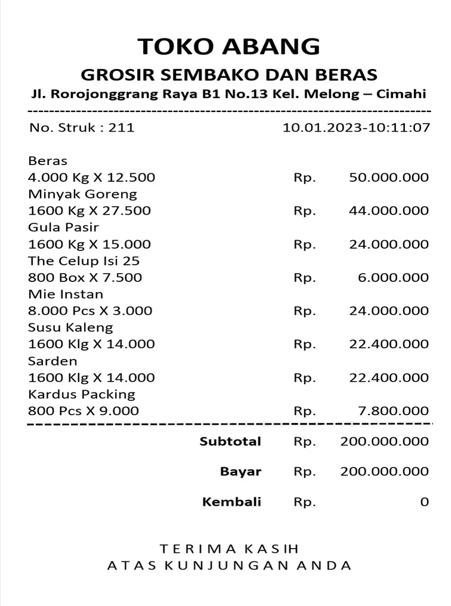 TOKO ABANG
GROSIR SEMBAKO DAN BERAS
Jl. Rorojonggrang Raya B1 No.13 Kel. Melong – Cimahi
No. Struk : 211 10.01.2023-10:11:07
Beras
4.000 Kg X 12.500 Rp. 50.000.000
Minyak Goreng
1600 Kg X 27.500 Rp. 44.000.000
Gula Pasir
1600 Kg X 15.000 Rp. 24.000.000
The Celup Isi 25
800 Box X 7.500 Rp. 6.000.000
Mie Instan
8.000 Pcs X 3.000 Rp. 24.000.000
Susu Kaleng
1600 Klg X 14.000 Rp. 22.400.000
Sarden
1600 Klg X 14.000 Rp. 22.400.000
Kardus Packing
800 Pcs X 9.000 Rp. 7.800.000
Subtotal Rp. 200.000.000
Bayar Rp. 200.000.000
Kembali Rp. 0
TERIMA KASIH
ATAS KUNJUNGAN ANDA